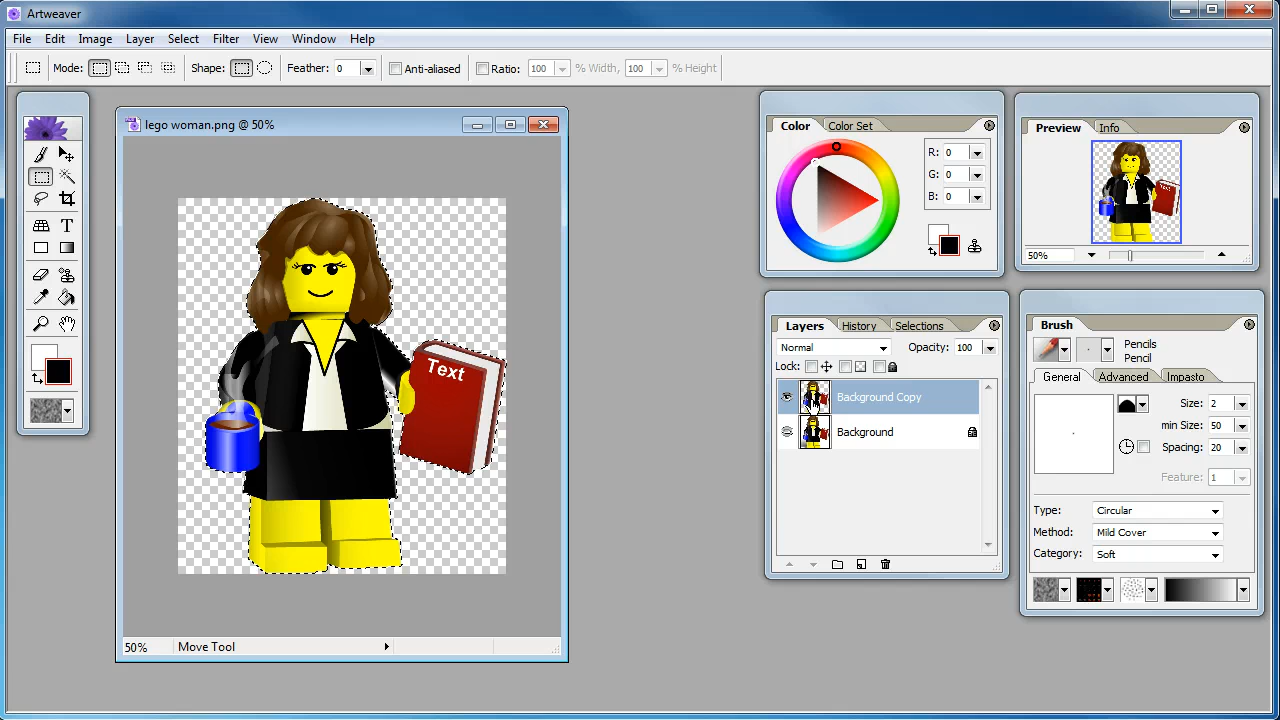 Artweaver
File Edit Image Layer Select Filter View Window Help
Mode: Shape: Feather: 0 Anti-aliased Ratio: 100 % Width, 100 % Height
lego woman.png @ 50%
Text
50% Move Tool
Color Color Set
R: 0
G: 0
B: 0
Preview Info
50%
Layers History Selections
Normal Opacity: 100
Lock:
Background Copy
Background
Brush
Pencils
Pencil
General Advanced Impasto
Size: 2
min Size: 50
Spacing: 20
Feature: 1
Type: Circular
Method: Mild Cover
Category: Soft